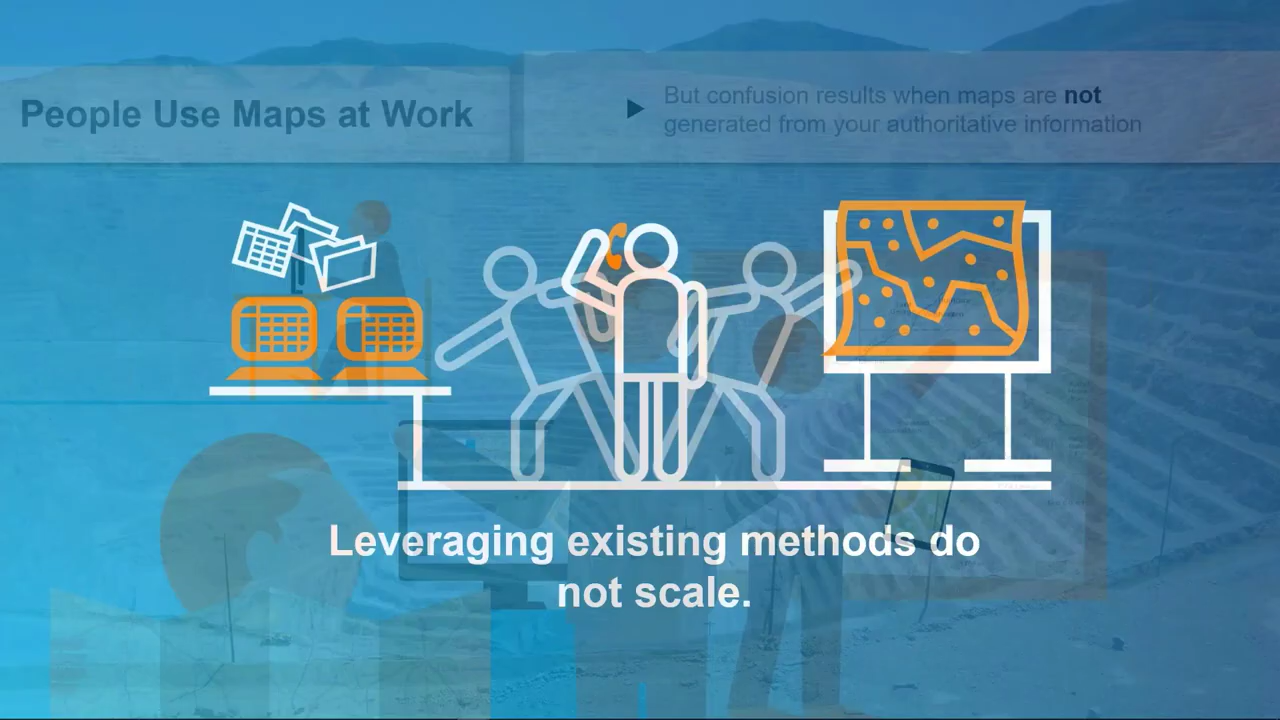 People Use Maps at Work
But confusion results when maps are not
generated from your authoritative information
Leveraging existing methods do
not scale.